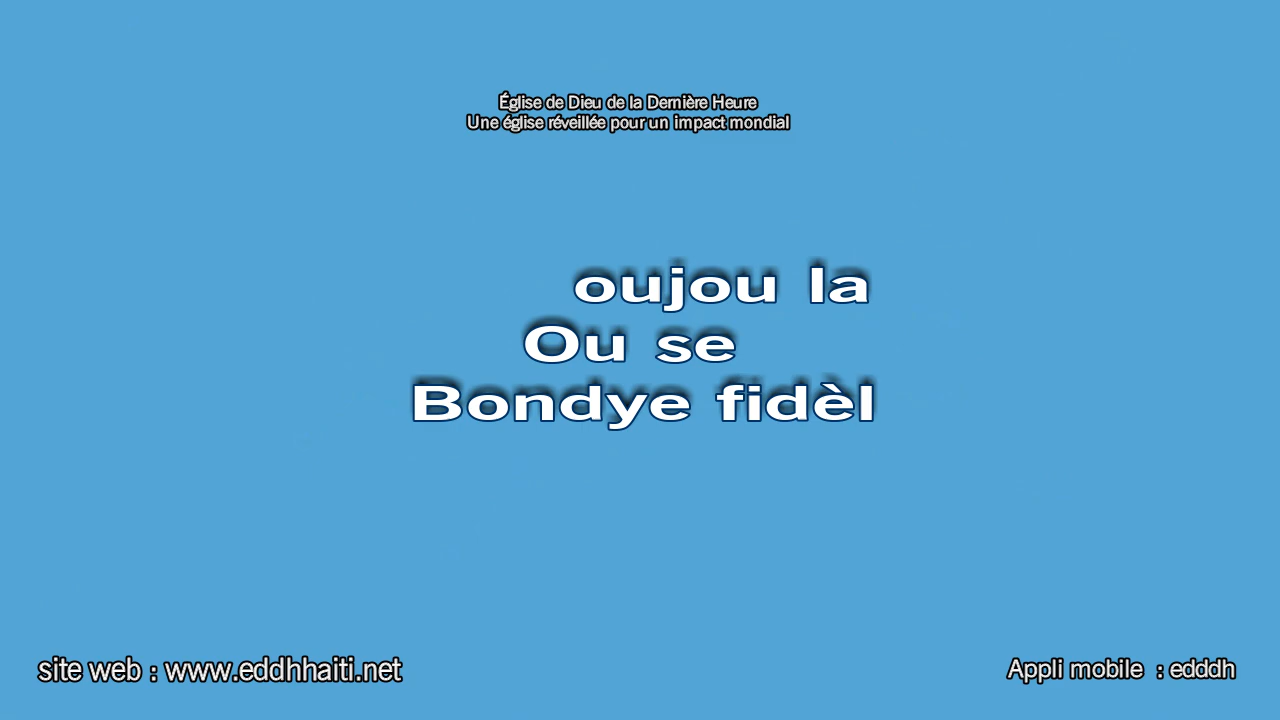 Église de Dieu de la Dernière Heure
Une église réveillée pour un impact mondial
oujou la
Ou se
Bondye fidèl
site web : www.eddhhaiti.net
Appli mobile : edddh